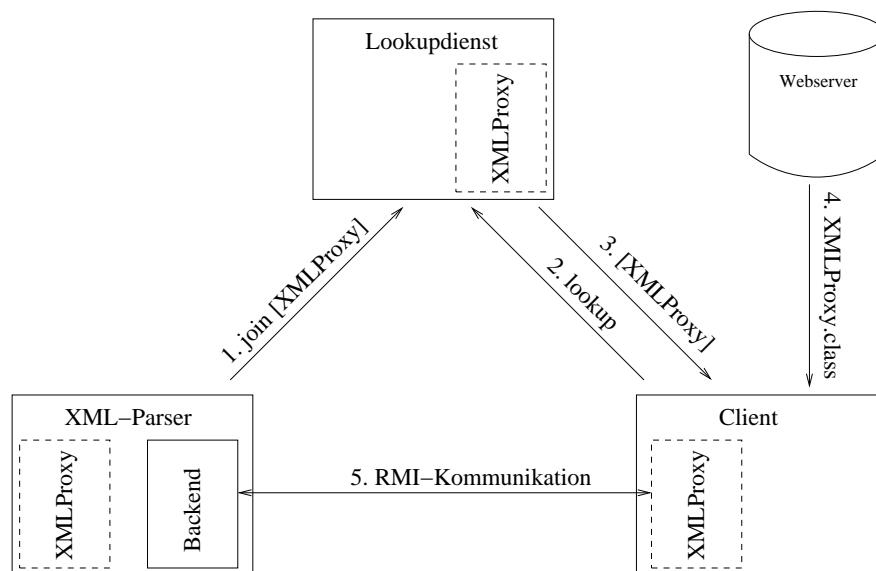 Lookupdienst
XMLProxy
Webserver
1. join [XMLProxy]
2. lookup
3. [XMLProxy]
4. XMLProxy.class
XML−Parser
XMLProxy
Backend
5. RMI−Kommunikation
Client
XMLProxy